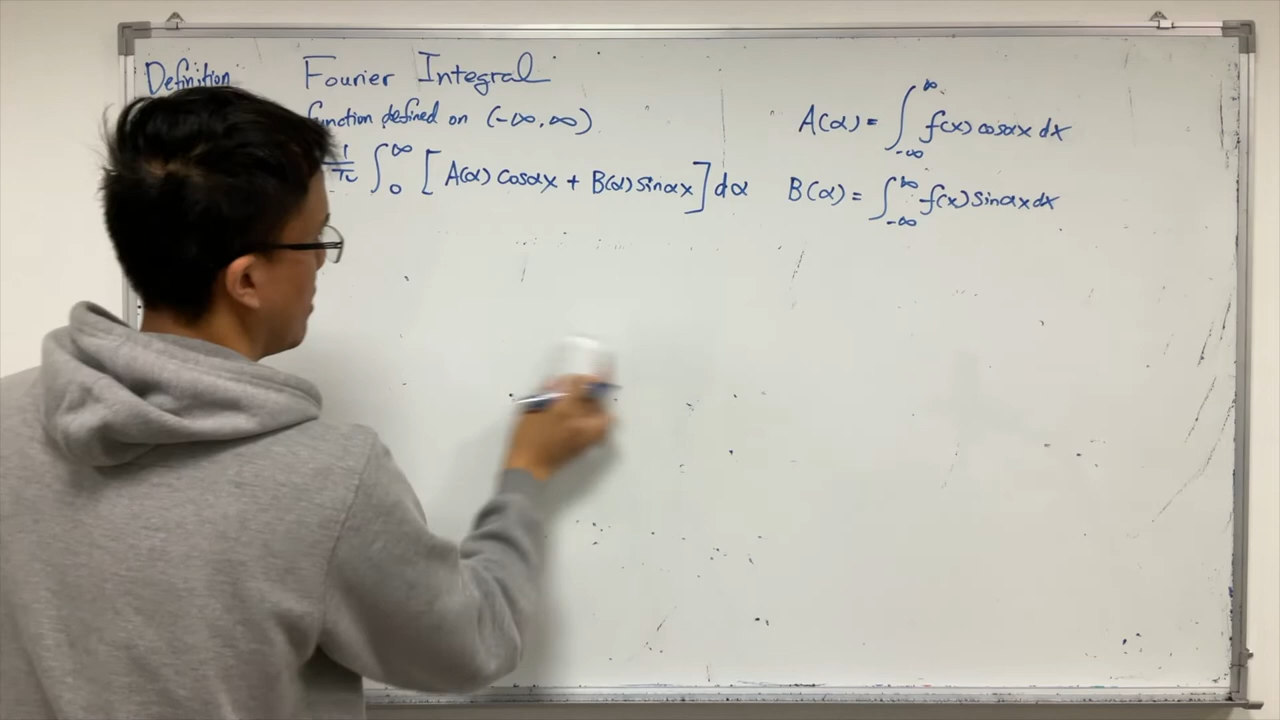 Definition Fourier Integral
function defined on (-∞, ∞)
1/π ∫₀^∞ [A(α) cosαx + B(α) sinαx] dα
A(α) = ∫_{-∞}^{∞} f(x) cosαx dx
B(α) = ∫_{-∞}^{∞} f(x) sinαx dx